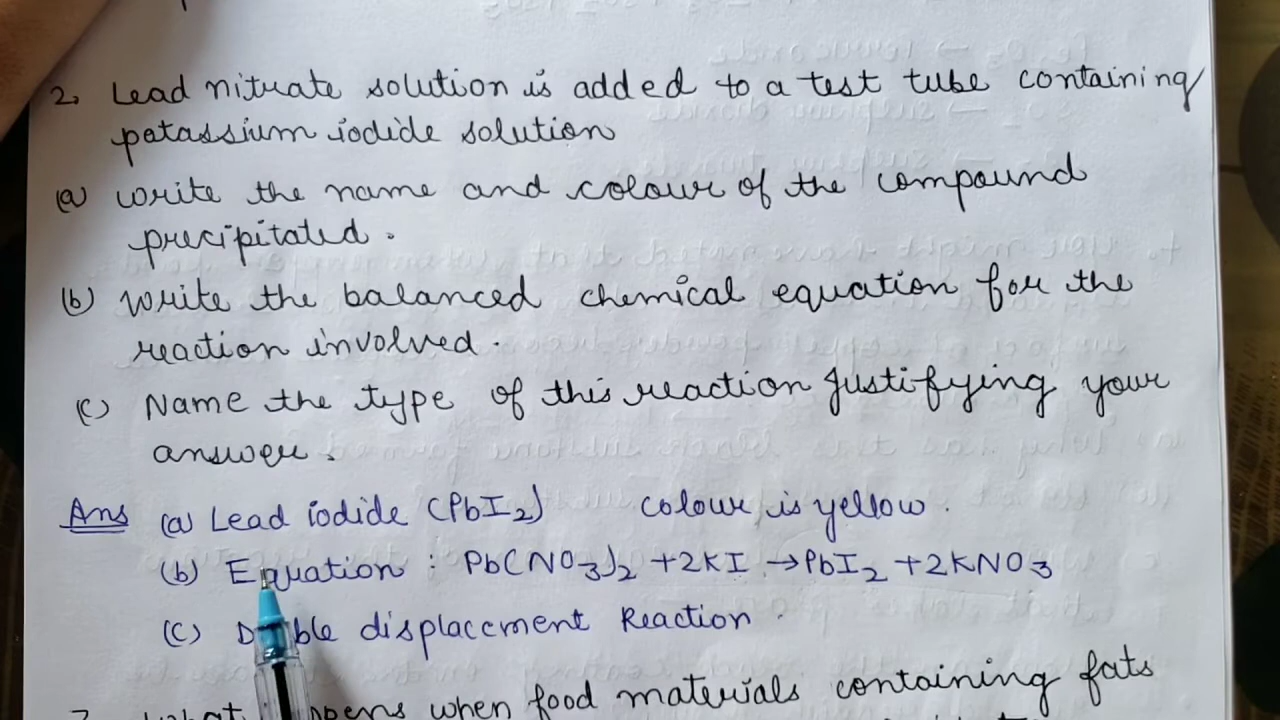 2. Lead nitrate solution is added to a test tube containing
potassium iodide solution
(a) write the name and colour of the compound
precipitated.
(b) Write the balanced chemical equation for the
reaction involved.
(c) Name the type of this reaction Justifying your
answer.
Ans (a) Lead iodide (PbI2) colour is yellow.
(b) Equation : Pb(NO3)2 +2KI → PbI2 +2KNO3
(C) Double displacement Reaction.
when food materials containing fats